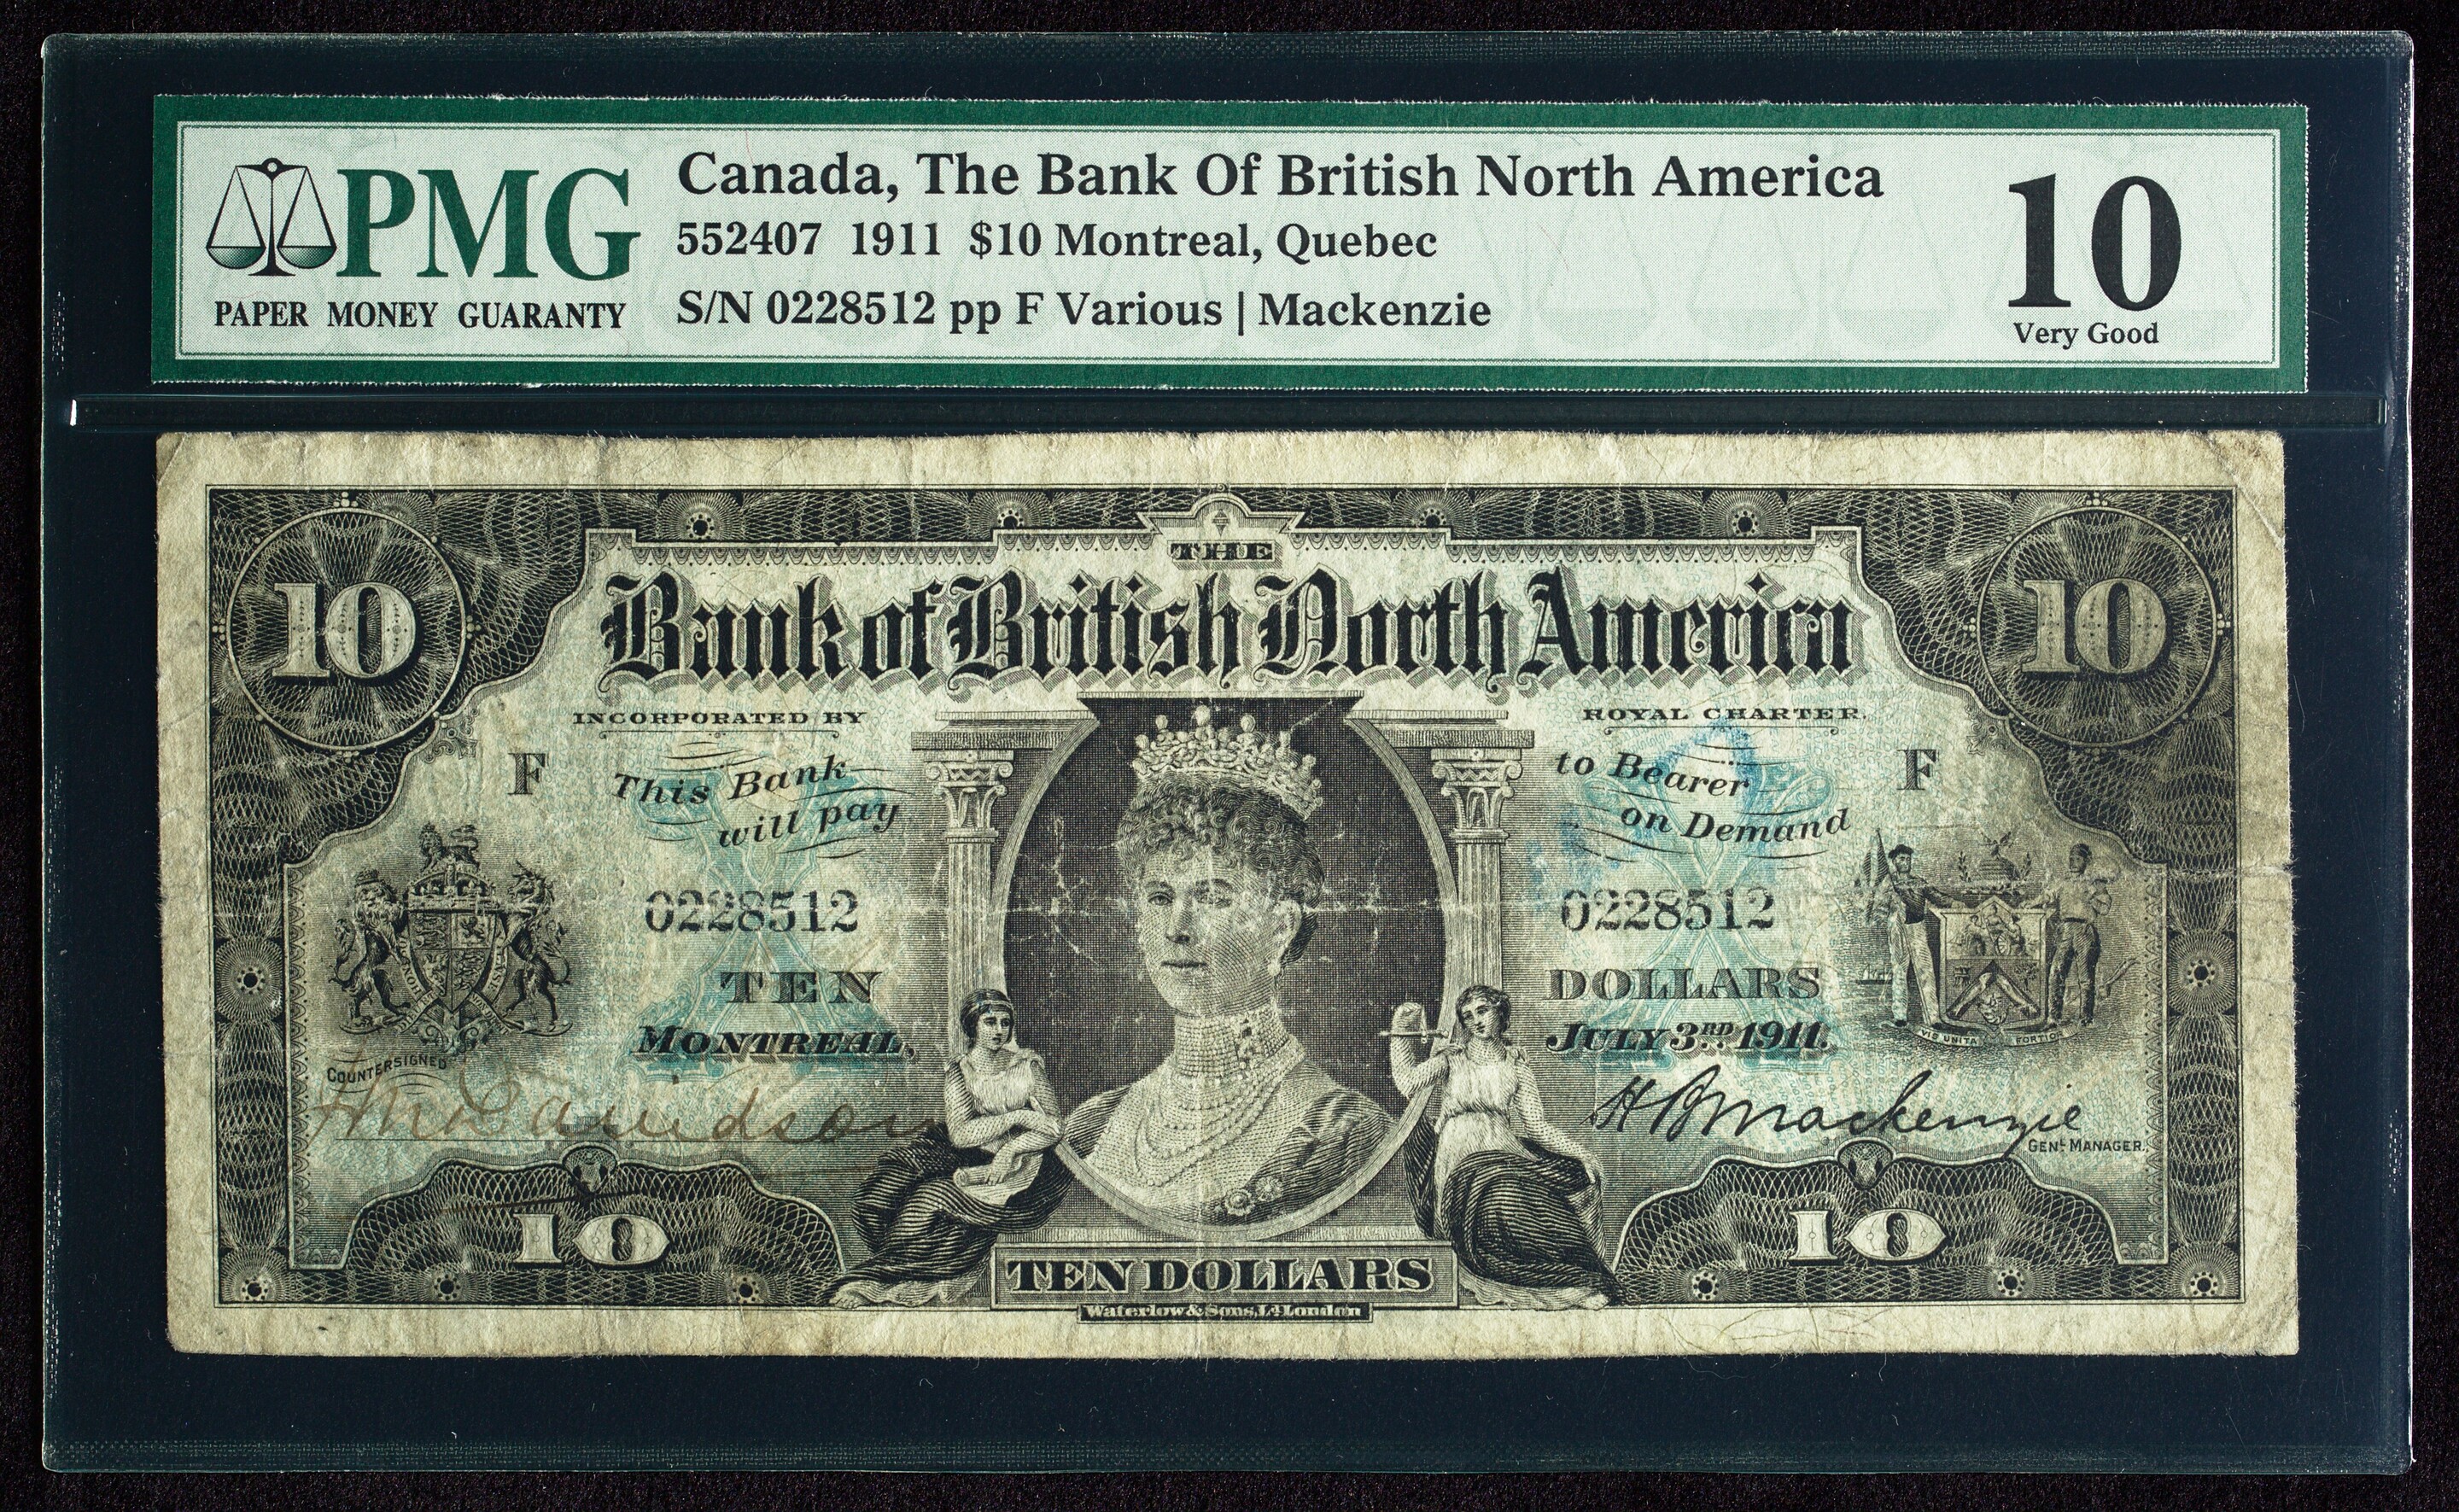 PMG
PAPER MONEY GUARANTY
Canada, The Bank Of British North America
552407 1911 $10 Montreal, Quebec
S/N 0228512 pp F Various | Mackenzie
10
Very Good
10
THE
10
Bank of British North America
INCORPORATED BY
ROYAL CHARTER.
F
This Bank
will pay
to Bearer
on Demand
F
0228512
0228512
TEN
DOLLARS
MONTREAL,
JULY 3RD 1911.
COUNTERSIGNED
Davidson
H B Mackenzie
GENL MANAGER.
10
10
TEN DOLLARS
Waterlow & Sons, Ld London